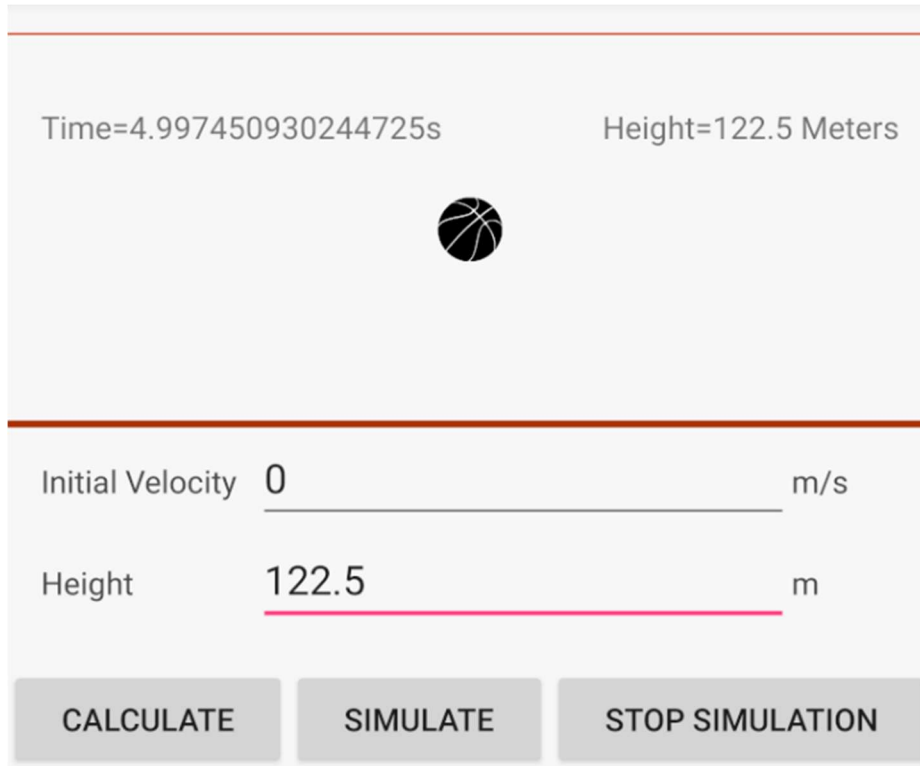 Time=4.997450930244725s Height=122.5 Meters
Initial Velocity 0 m/s
Height 122.5 m
CALCULATE SIMULATE STOP SIMULATION